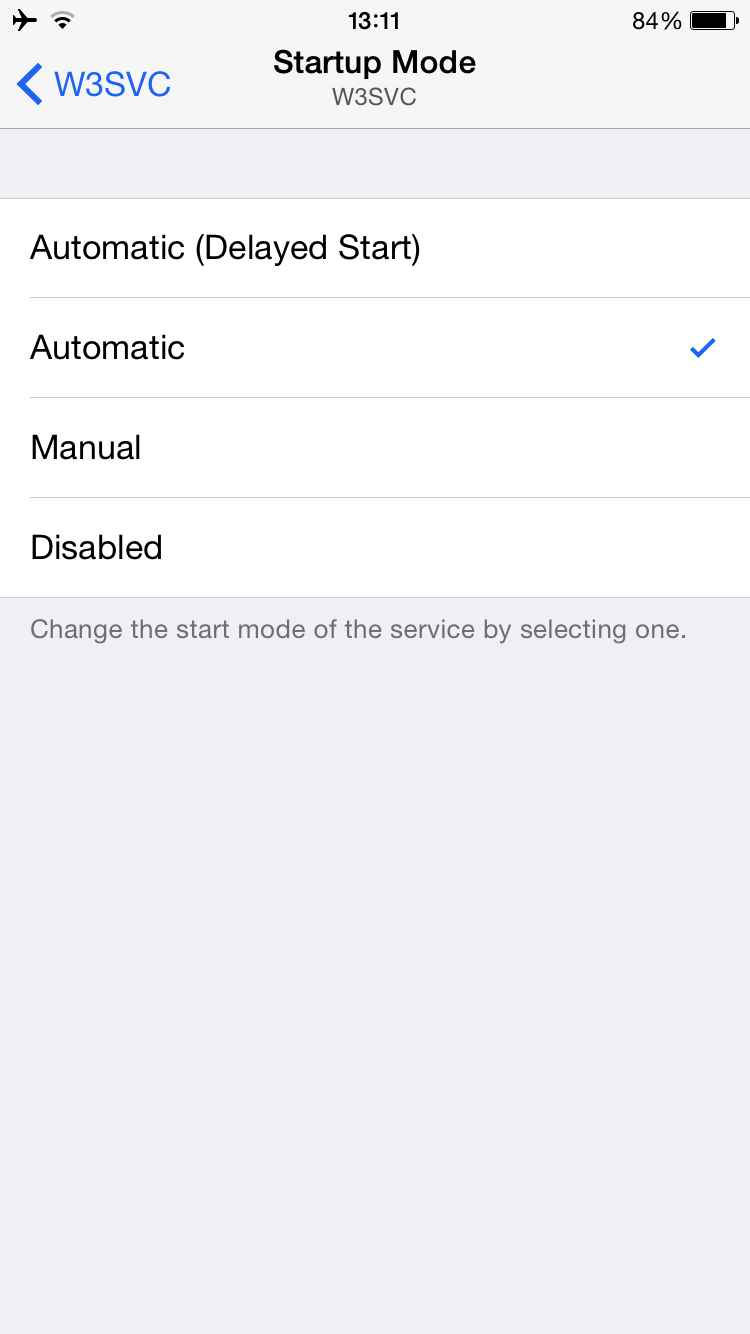 13:11
84%
W3SVC
Startup Mode
W3SVC
Automatic (Delayed Start)
Automatic
Manual
Disabled
Change the start mode of the service by selecting one.